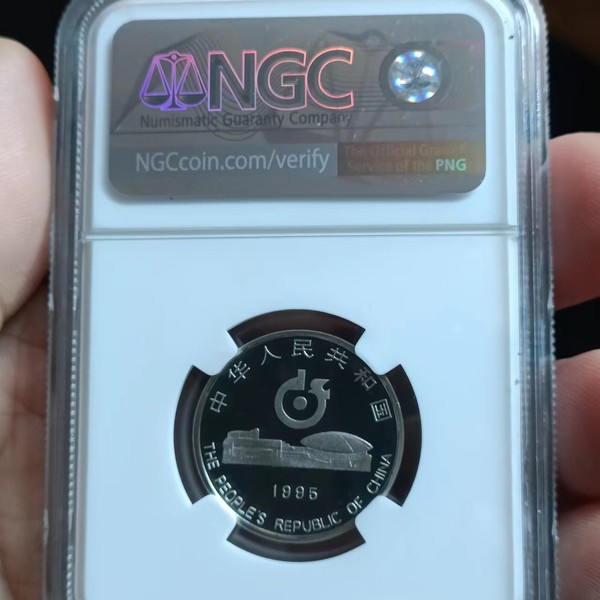 NGC
Numismatic Guaranty Company
NGCcoin.com/verify
The Official Grading
Service of the PNG
中华人民共和国
1995
THE PEOPLE'S REPUBLIC OF CHINA